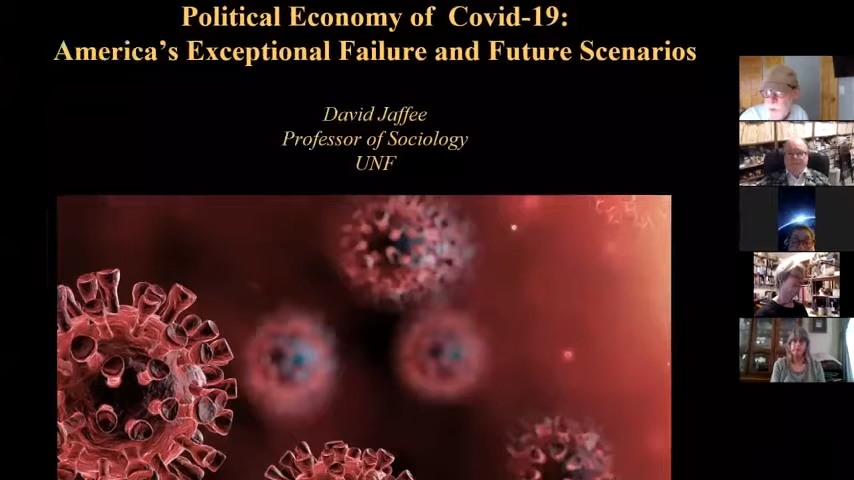 Political Economy of Covid-19:
America's Exceptional Failure and Future Scenarios
David Jaffee
Professor of Sociology
UNF